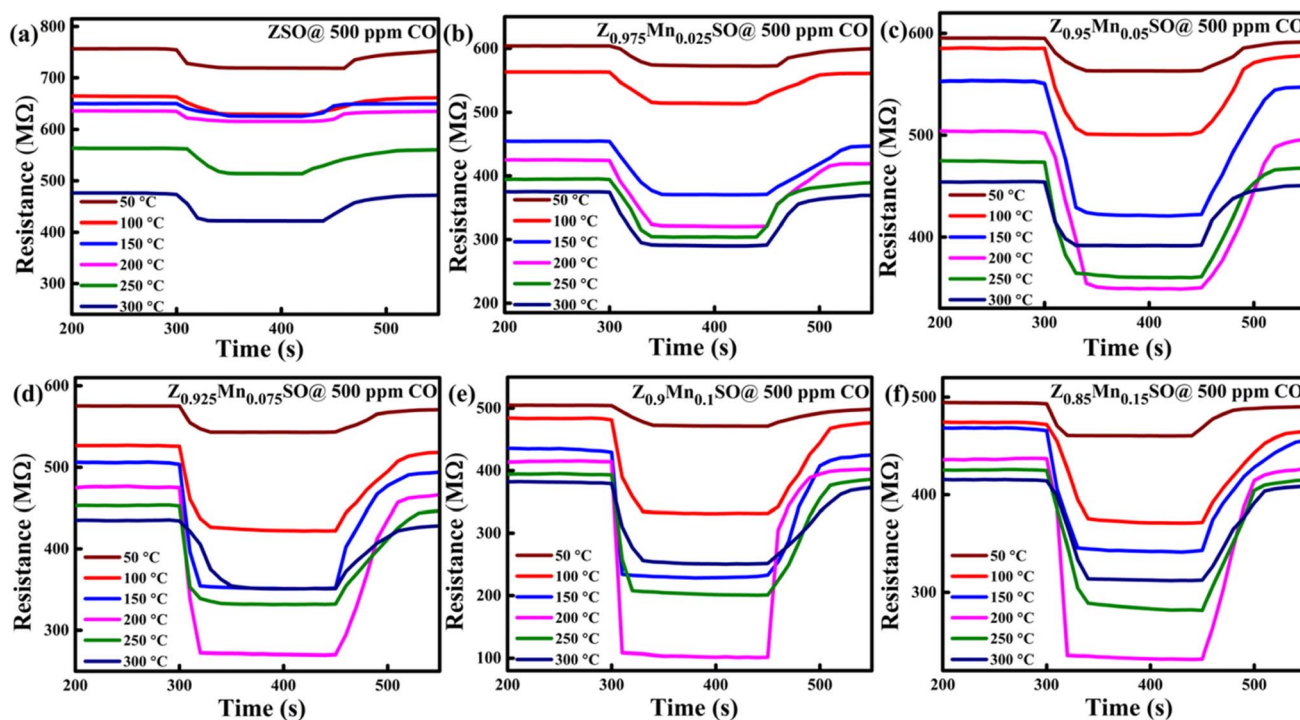 (a)
ZSO@ 500 ppm CO
Resistance (MΩ)
800
700
600
500
400
300
50 °C
100 °C
150 °C
200 °C
250 °C
300 °C
200 300 400 500
Time (s)
(b)
Z0.975Mn0.025SO@ 500 ppm CO
Resistance (MΩ)
600
500
400
300
200
50 °C
100 °C
150 °C
200 °C
250 °C
300 °C
200 300 400 500
Time (s)
(c)
Z0.95Mn0.05SO@ 500 ppm CO
Resistance (MΩ)
600
500
400
50 °C
100 °C
150 °C
200 °C
250 °C
300 °C
200 300 400 500
Time (s)
(d)
Z0.925Mn0.075SO@ 500 ppm CO
Resistance (MΩ)
600
500
400
300
50 °C
100 °C
150 °C
200 °C
250 °C
300 °C
200 300 400 500
Time (s)
(e)
Z0.9Mn0.1SO@ 500 ppm CO
Resistance (MΩ)
500
400
300
200
100
50 °C
100 °C
150 °C
200 °C
250 °C
300 °C
200 300 400 500
Time (s)
(f)
Z0.85Mn0.15SO@ 500 ppm CO
Resistance (MΩ)
500
400
300
50 °C
100 °C
150 °C
200 °C
250 °C
300 °C
200 300 400 500
Time (s)